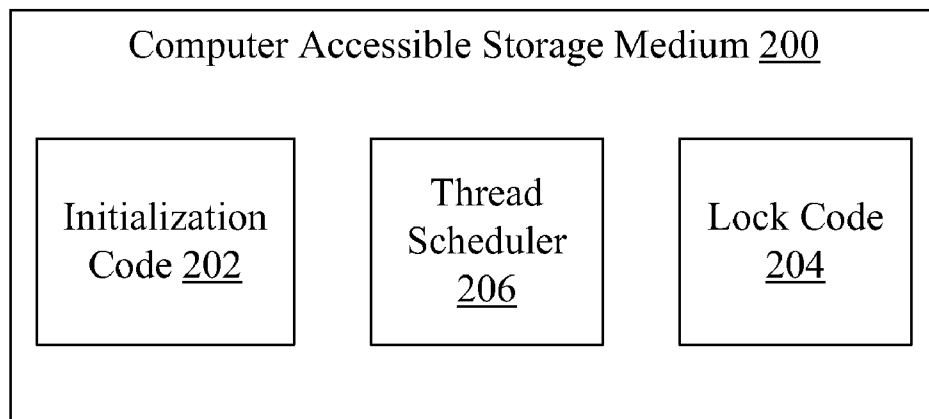 Computer Accessible Storage Medium 200
Initialization
Code 202
Thread
Scheduler
206
Lock Code
204